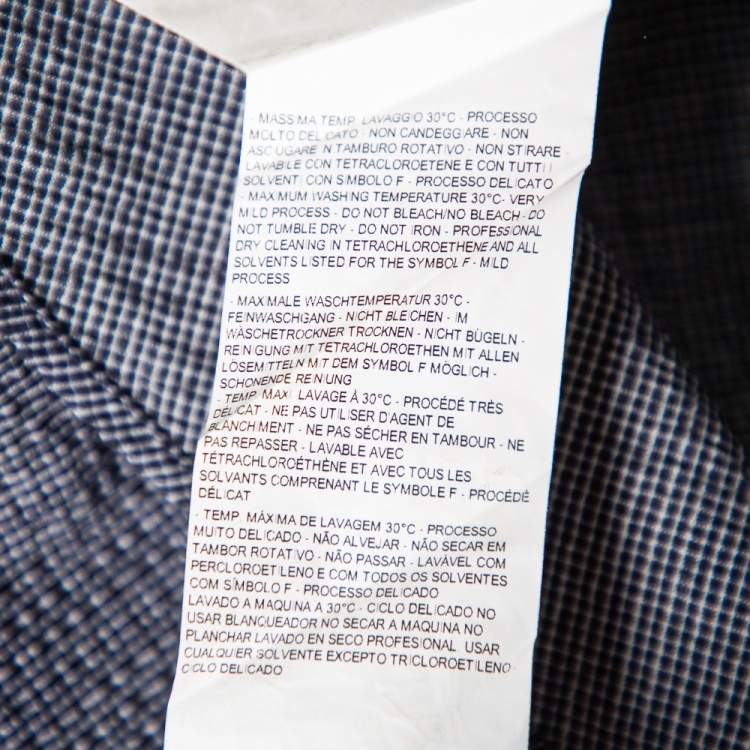 - MASSIMA TEMP. LAVAGGIO 30°C - PROCESSO
MOLTO DELICATO - NON CANDEGGIARE - NON
ASCIUGARE IN TAMBURO ROTATIVO - NON STIRARE -
LAVABILE CON TETRACLOROETENE E CON TUTTI I
SOLVENTI CON SIMBOLO F - PROCESSO DELICATO
- MAXIMUM WASHING TEMPERATURE 30°C- VERY
MILD PROCESS - DO NOT BLEACH/NO BLEACH - DO
NOT TUMBLE DRY - DO NOT IRON - PROFESSIONAL
DRY CLEANING IN TETRACHLOROETHENE AND ALL
SOLVENTS LISTED FOR THE SYMBOL F - MILD
PROCESS
- MAXIMALE WASCHTEMPERATUR 30°C -
FEINWASCHGANG - NICHT BLEICHEN - IM
WÄSCHETROCKNER TROCKNEN - NICHT BÜGELN -
REINIGUNG MIT TETRACHLOROETHEN MIT ALLEN
LÖSEMITTELN MIT DEM SYMBOL F MÖGLICH -
SCHONENDE REINIUNG
- TEMP. MAXI LAVAGE À 30°C - PROCÉDÉ TRÈS
DÉLICAT - NE PAS UTILISER D'AGENT DE
BLANCHIMENT - NE PAS SÉCHER EN TAMBOUR - NE
PAS REPASSER - LAVABLE AVEC
TÉTRACHLOROÉTHÈNE ET AVEC TOUS LES
SOLVANTS COMPRENANT LE SYMBOLE F - PROCÉDÉ
DÉLICAT
- TEMP. MÁXIMA DE LAVAGEM 30°C - PROCESSO
MUITO DELICADO - NÃO ALVEJAR - NÃO SECAR EM
TAMBOR ROTATIVO - NÃO PASSAR - LAVÁVEL COM
PERCLOROETILENO E COM TODOS OS SOLVENTES
COM SÍMBOLO F - PROCESSO DELICADO
LAVADO A MAQUINA A 30°C - CICLO DELICADO NO
USAR BLANQUEADOR NO SECAR A MAQUINA NO
PLANCHAR LAVADO EN SECO PROFESIONAL USAR
CUALQUIER SOLVENTE EXCEPTO TRICLOROETILENO
CICLO DELICADO